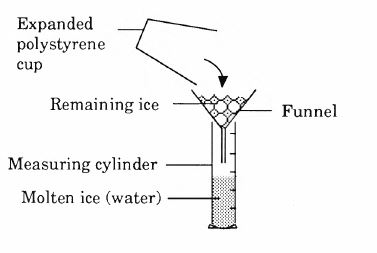 Expanded
polystyrene
cup
Remaining ice
Funnel
Measuring cylinder
Molten ice (water)